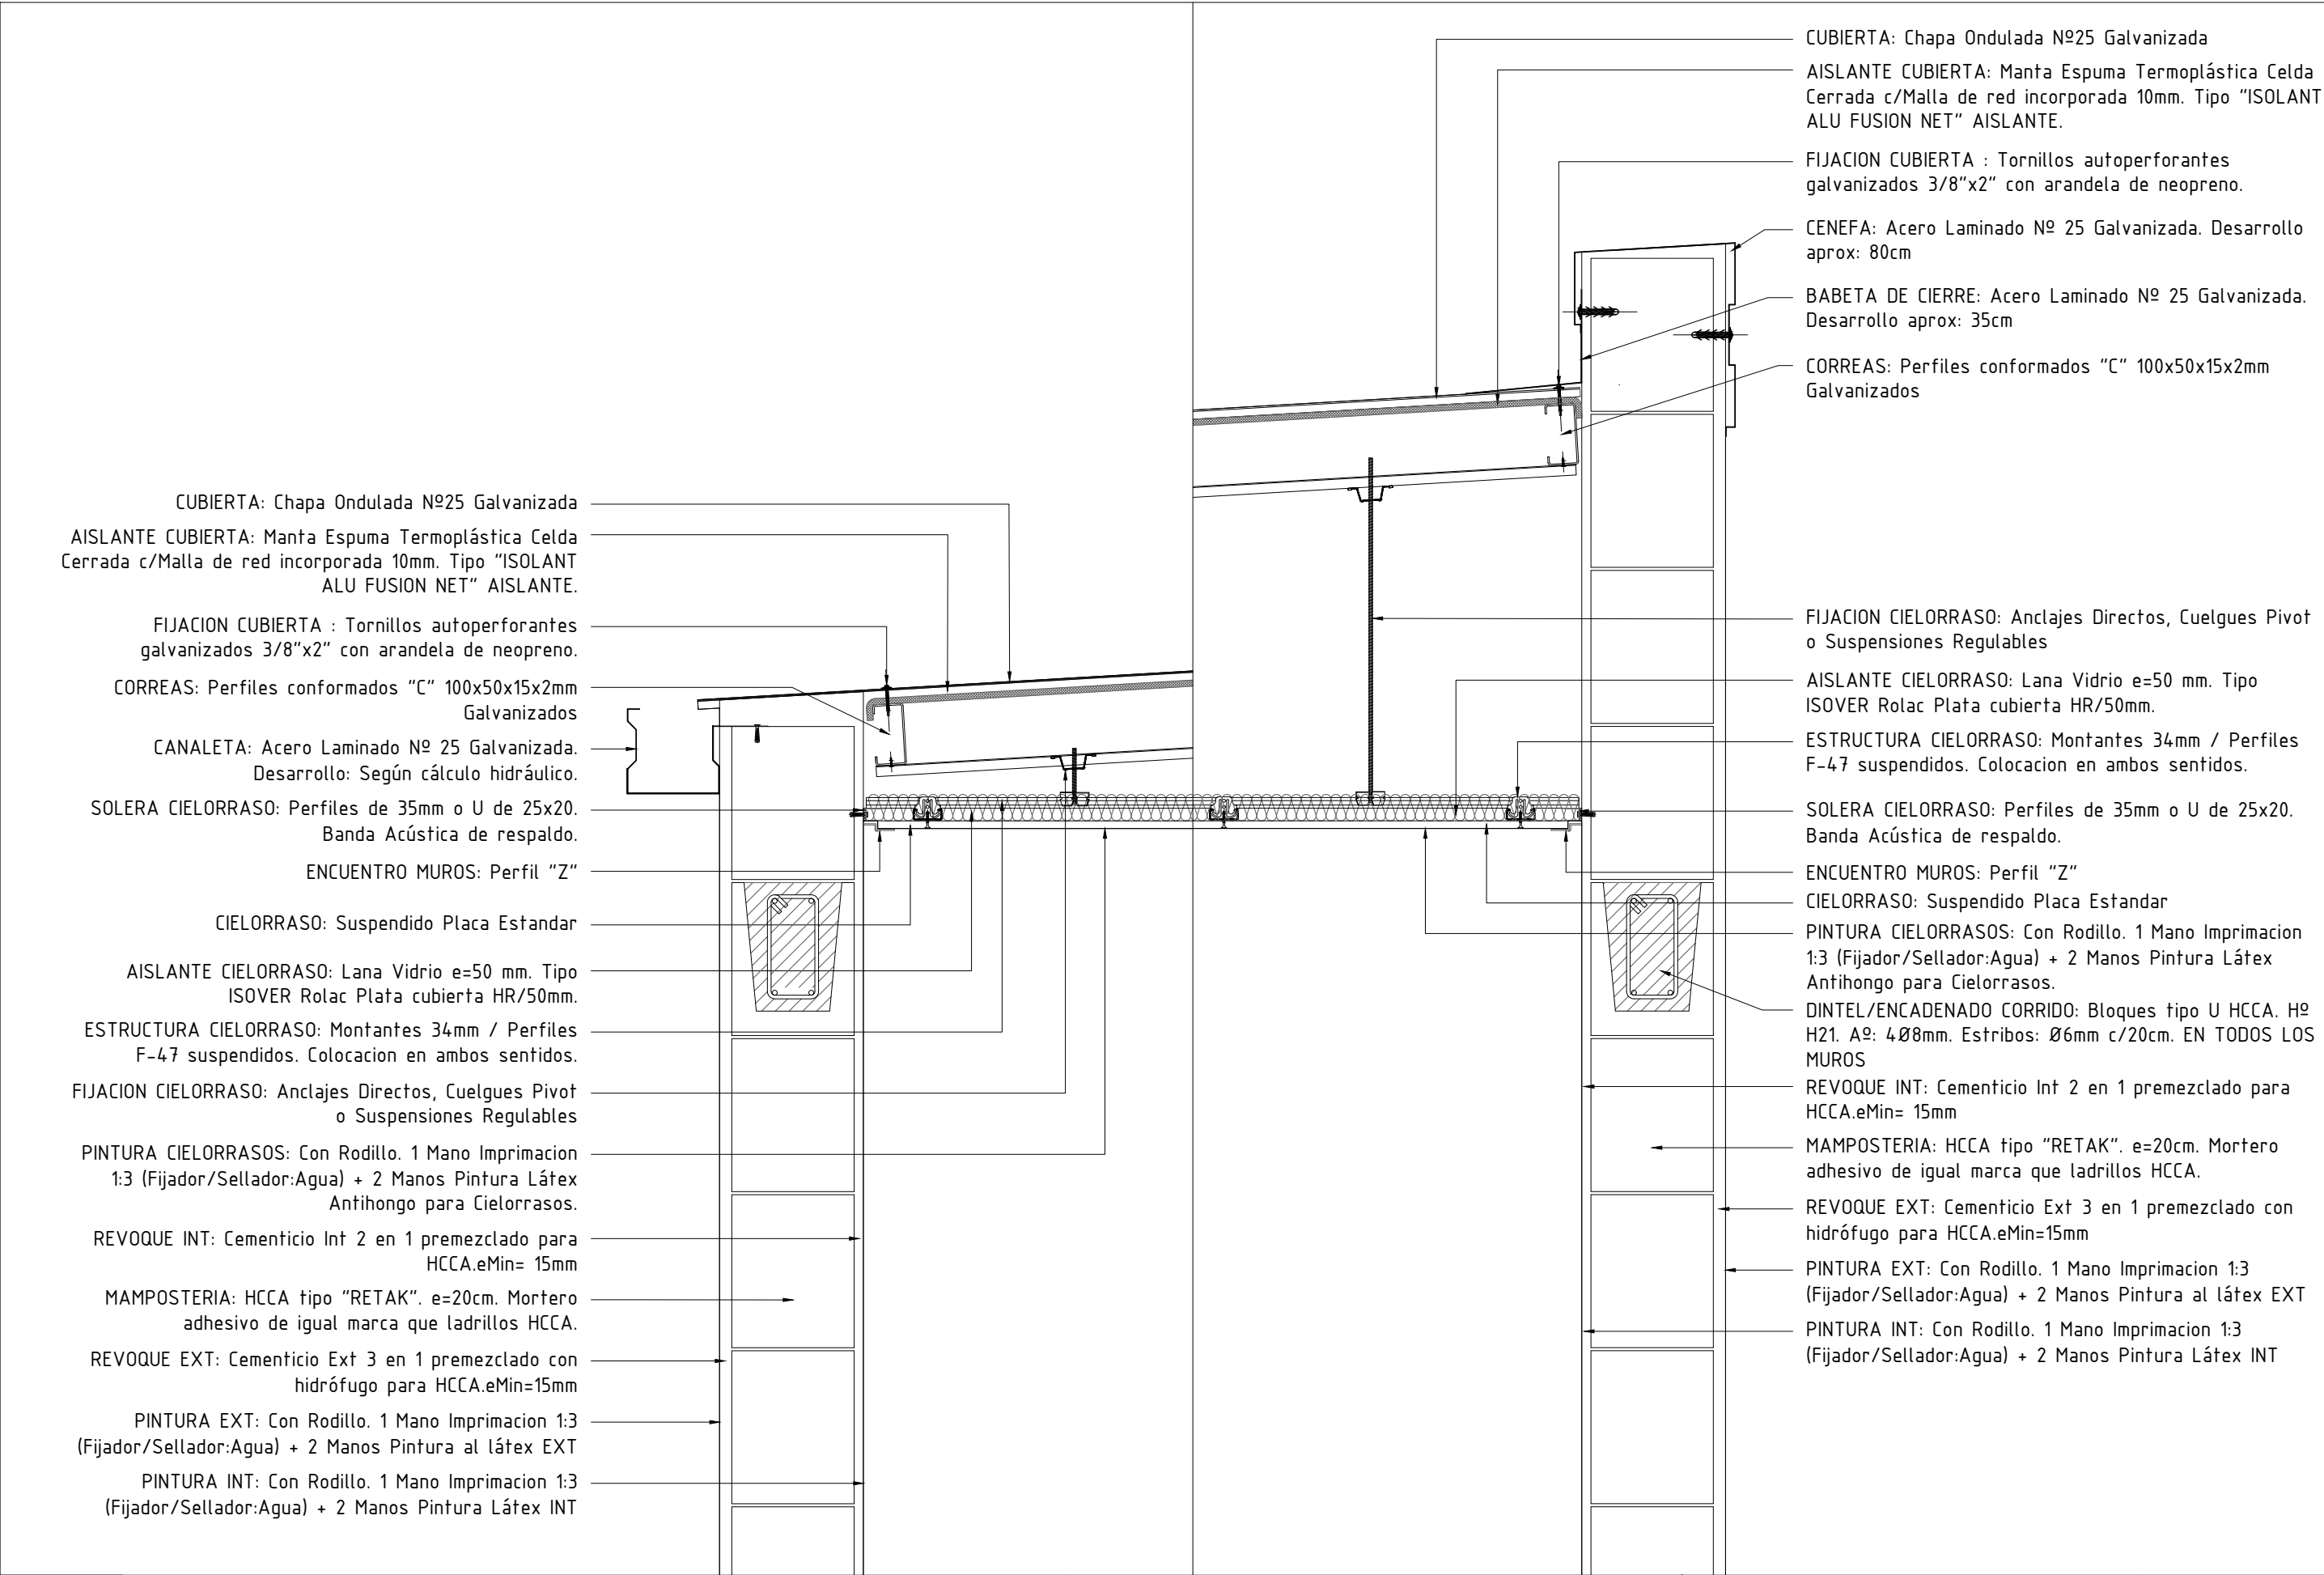 CUBIERTA: Chapa Ondulada Nº25 Galvanizada
AISLANTE CUBIERTA: Manta Espuma Termoplástica Celda
Cerrada c/Malla de red incorporada 10mm. Tipo "ISOLANT
ALU FUSION NET" AISLANTE.
FIJACION CUBIERTA : Tornillos autoperforantes
galvanizados 3/8"x2" con arandela de neopreno.
CORREAS: Perfiles conformados "C" 100x50x15x2mm
Galvanizados
CANALETA: Acero Laminado Nº 25 Galvanizada.
Desarrollo: Según cálculo hidráulico.
SOLERA CIELORRASO: Perfiles de 35mm o U de 25x20.
Banda Acústica de respaldo.
ENCUENTRO MUROS: Perfil "Z"
CIELORRASO: Suspendido Placa Estandar
AISLANTE CIELORRASO: Lana Vidrio e=50 mm. Tipo
ISOVER Rolac Plata cubierta HR/50mm.
ESTRUCTURA CIELORRASO: Montantes 34mm / Perfiles
F-47 suspendidos. Colocacion en ambos sentidos.
FIJACION CIELORRASO: Anclajes Directos, Cuelgues Pivot
o Suspensiones Regulables
PINTURA CIELORRASOS: Con Rodillo. 1 Mano Imprimacion
1:3 (Fijador/Sellador:Agua) + 2 Manos Pintura Látex
Antihongo para Cielorrasos.
REVOQUE INT: Cementicio Int 2 en 1 premezclado para
HCCA.eMin= 15mm
MAMPOSTERIA: HCCA tipo "RETAK". e=20cm. Mortero
adhesivo de igual marca que ladrillos HCCA.
REVOQUE EXT: Cementicio Ext 3 en 1 premezclado con
hidrófugo para HCCA.eMin=15mm
PINTURA EXT: Con Rodillo. 1 Mano Imprimacion 1:3
(Fijador/Sellador:Agua) + 2 Manos Pintura al látex EXT
PINTURA INT: Con Rodillo. 1 Mano Imprimacion 1:3
(Fijador/Sellador:Agua) + 2 Manos Pintura Látex INT
CUBIERTA: Chapa Ondulada Nº25 Galvanizada
AISLANTE CUBIERTA: Manta Espuma Termoplástica Celda
Cerrada c/Malla de red incorporada 10mm. Tipo "ISOLANT
ALU FUSION NET" AISLANTE.
FIJACION CUBIERTA : Tornillos autoperforantes
galvanizados 3/8"x2" con arandela de neopreno.
CENEFA: Acero Laminado Nº 25 Galvanizada. Desarrollo
aprox: 80cm
BABETA DE CIERRE: Acero Laminado Nº 25 Galvanizada.
Desarrollo aprox: 35cm
CORREAS: Perfiles conformados "C" 100x50x15x2mm
Galvanizados
FIJACION CIELORRASO: Anclajes Directos, Cuelgues Pivot
o Suspensiones Regulables
AISLANTE CIELORRASO: Lana Vidrio e=50 mm. Tipo
ISOVER Rolac Plata cubierta HR/50mm.
ESTRUCTURA CIELORRASO: Montantes 34mm / Perfiles
F-47 suspendidos. Colocacion en ambos sentidos.
SOLERA CIELORRASO: Perfiles de 35mm o U de 25x20.
Banda Acústica de respaldo.
ENCUENTRO MUROS: Perfil "Z"
CIELORRASO: Suspendido Placa Estandar
PINTURA CIELORRASOS: Con Rodillo. 1 Mano Imprimacion
1:3 (Fijador/Sellador:Agua) + 2 Manos Pintura Látex
Antihongo para Cielorrasos.
DINTEL/ENCADENADO CORRIDO: Bloques tipo U HCCA. Hº
H21. Aº: 4Ø8mm. Estribos: Ø6mm c/20cm. EN TODOS LOS
MUROS
REVOQUE INT: Cementicio Int 2 en 1 premezclado para
HCCA.eMin= 15mm
MAMPOSTERIA: HCCA tipo "RETAK". e=20cm. Mortero
adhesivo de igual marca que ladrillos HCCA.
REVOQUE EXT: Cementicio Ext 3 en 1 premezclado con
hidrófugo para HCCA.eMin=15mm
PINTURA EXT: Con Rodillo. 1 Mano Imprimacion 1:3
(Fijador/Sellador:Agua) + 2 Manos Pintura al látex EXT
PINTURA INT: Con Rodillo. 1 Mano Imprimacion 1:3
(Fijador/Sellador:Agua) + 2 Manos Pintura Látex INT